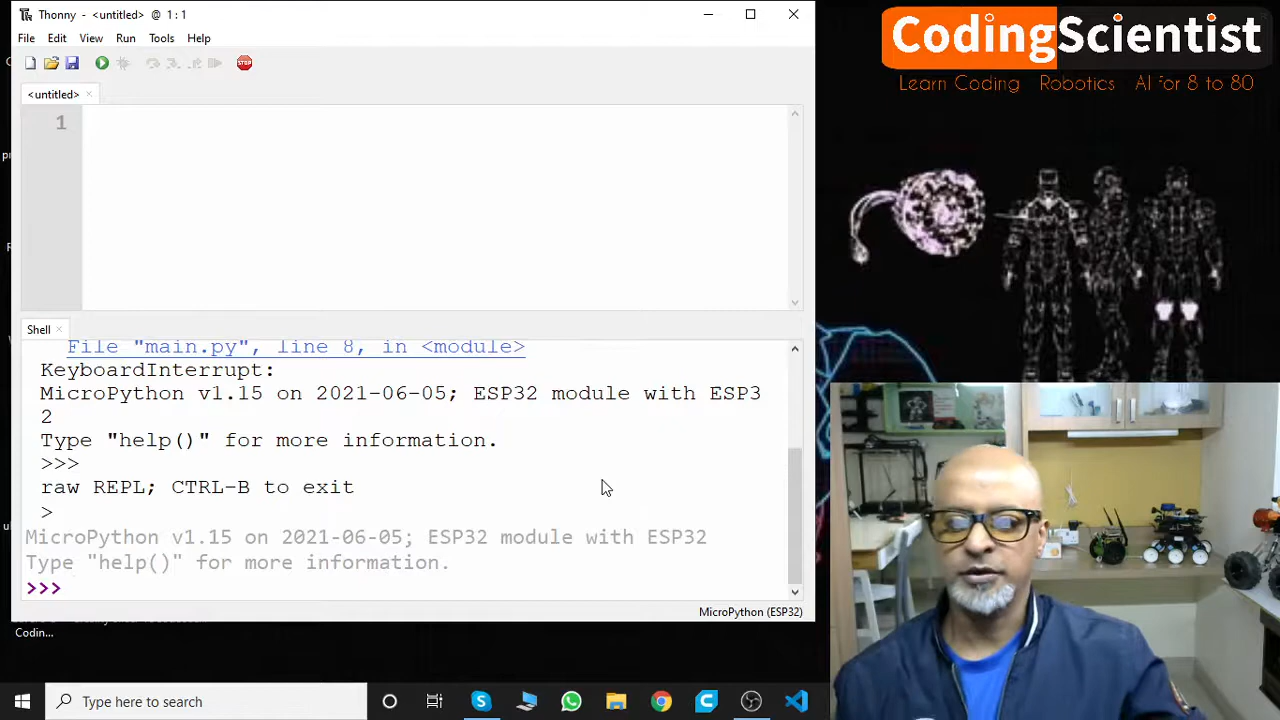 Thonny - <untitled> @ 1 : 1
File Edit View Run Tools Help
STOP
<untitled>
1
Shell
File "main.py", line 8, in <module>
KeyboardInterrupt:
MicroPython v1.15 on 2021-06-05; ESP32 module with ESP3
2
Type "help()" for more information.
>>>
raw REPL; CTRL-B to exit
>
MicroPython v1.15 on 2021-06-05; ESP32 module with ESP32
Type "help()" for more information.
>>>
MicroPython (ESP32)
Codin...
Type here to search
CodingScientist
Learn Coding Robotics AI for 8 to 80